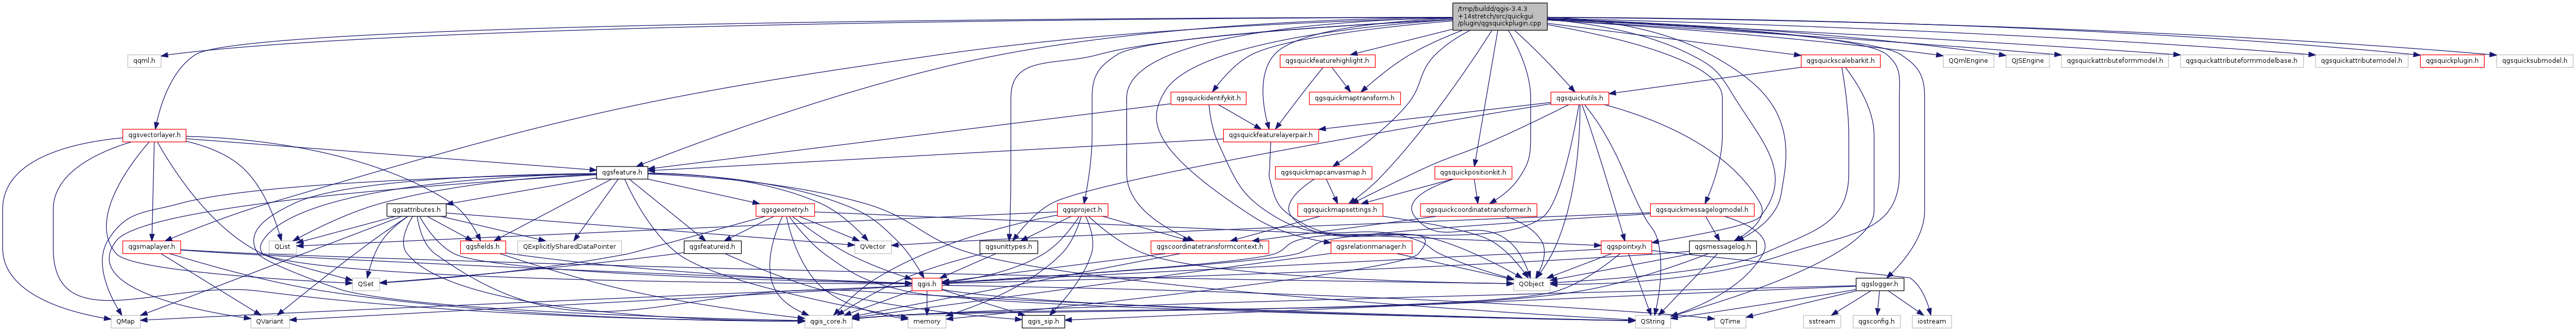 /tmp/buildd/qgis-3.4.3
+14stretch/src/quickgui
/plugin/qgsquickplugin.cpp
qqml.h
qgsquickfeaturehighlight.h
qgsquickscalebarkit.h
QQmlEngine
QJSEngine
qgsquickattributeformmodel.h
qgsquickattributeformmodelbase.h
qgsquickattributemodel.h
qgsquickplugin.h
qgsquicksubmodel.h
qgsquickidentifykit.h
qgsquickmaptransform.h
qgsquickutils.h
qgsvectorlayer.h
qgsquickfeaturelayerpair.h
qgsfeature.h
qgsquickmapcanvasmap.h
qgsquickpositionkit.h
qgsattributes.h
qgsgeometry.h
qgsproject.h
qgsquickmapsettings.h
qgsquickcoordinatetransformer.h
qgsquickmessagelogmodel.h
qgsmaplayer.h
QList
qgsfields.h
QExplicitlySharedDataPointer
qgsfeatureid.h
QVector
qgsunittypes.h
qgscoordinatetransformcontext.h
qgsrelationmanager.h
qgspointxy.h
qgsmessagelog.h
QSet
qgis.h
QObject
qgslogger.h
QMap
QVariant
qgis_core.h
memory
qgis_sip.h
QString
QTime
sstream
qgsconfig.h
iostream